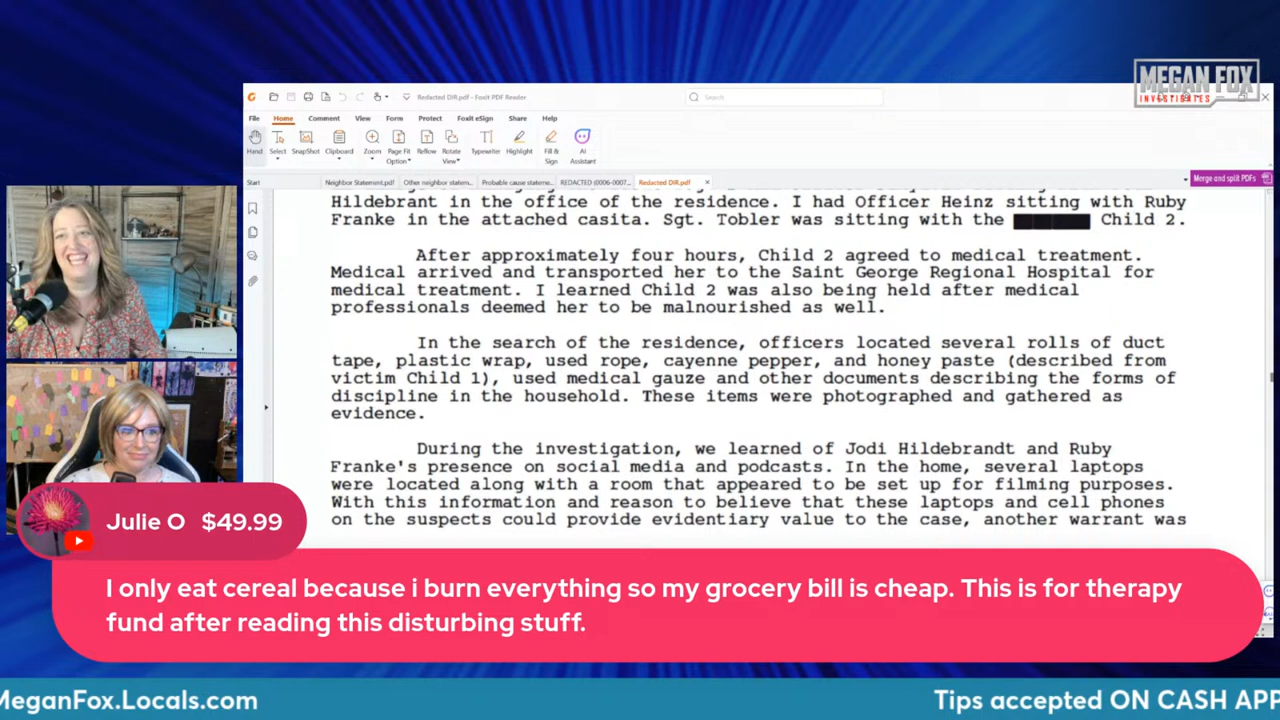 MEGAN FOX
INVESTIGATES
Redacted DIR.pdf - Foxit PDF Reader
Search
File Home Comment View Form Protect Foxit eSign Share Help
Hand Select SnapShot Clipboard Zoom Page Fit Option Reflow Rotate View Typewriter Highlight Fill & Sign AI Assistant
Start Neighbor Statement.pdf Other neighbor statem... Probable cause stateme... REDACTED (0006-0007... Redacted DIR.pdf Merge and split PDFs
Hildebrant in the office of the residence. I had Officer Heinz sitting with Ruby
Franke in the attached casita. Sgt. Tobler was sitting with the Child 2.
After approximately four hours, Child 2 agreed to medical treatment.
Medical arrived and transported her to the Saint George Regional Hospital for
medical treatment. I learned Child 2 was also being held after medical
professionals deemed her to be malnourished as well.
In the search of the residence, officers located several rolls of duct
tape, plastic wrap, used rope, cayenne pepper, and honey paste (described from
victim Child 1), used medical gauze and other documents describing the forms of
discipline in the household. These items were photographed and gathered as
evidence.
During the investigation, we learned of Jodi Hildebrandt and Ruby
Franke's presence on social media and podcasts. In the home, several laptops
were located along with a room that appeared to be set up for filming purposes.
With this information and reason to believe that these laptops and cell phones
on the suspects could provide evidentiary value to the case, another warrant was
Julie O $49.99
I only eat cereal because i burn everything so my grocery bill is cheap. This is for therapy
fund after reading this disturbing stuff.
MeganFox.Locals.com
Tips accepted ON CASH APP